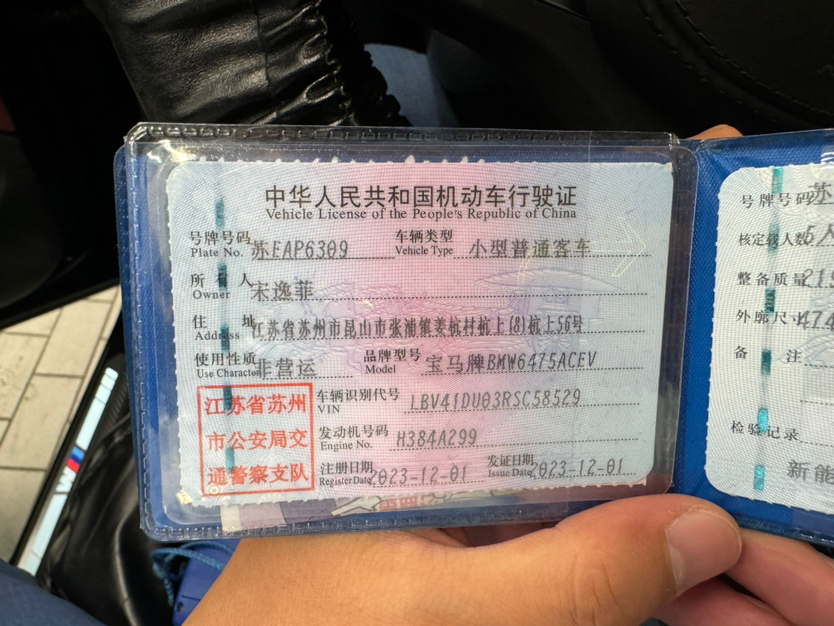 中华人民共和国机动车行驶证
Vehicle License of the People's Republic of China
号牌号码 苏EAP6309 车辆类型 小型普通客车
Plate No. Vehicle Type
所有人 宋逸菲
Owner
住址 江苏省苏州市昆山市张浦镇姜杭村杭上(8)杭上56号
Address
使用性质 非营运 品牌型号 宝马牌BMW6475ACEV
Use Character Model
车辆识别代号 LBV41DU03RSC58529
VIN
发动机号码 H384A299
Engine No.
注册日期 2023-12-01 发证日期 2023-12-01
Register Date Issue Date
江苏省苏州
市公安局交
通警察支队
号牌号码 苏
核定载人数 5人
整备质量
外廓尺寸 474
备注
检验记录
新能